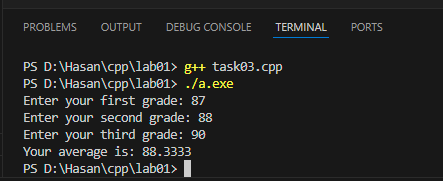 PROBLEMS OUTPUT DEBUG CONSOLE TERMINAL PORTS
PS D:\Hasan\cpp\lab01> g++ task03.cpp
PS D:\Hasan\cpp\lab01> ./a.exe
Enter your first grade: 87
Enter your second grade: 88
Enter your third grade: 90
Your average is: 88.3333
PS D:\Hasan\cpp\lab01>